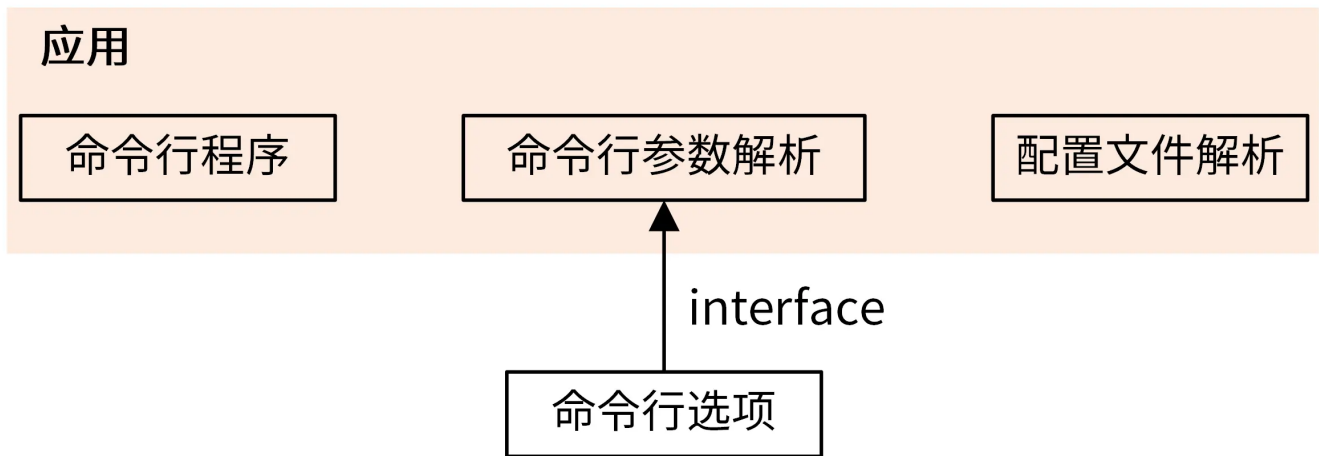 应用
命令行程序
命令行参数解析
配置文件解析
interface
命令行选项